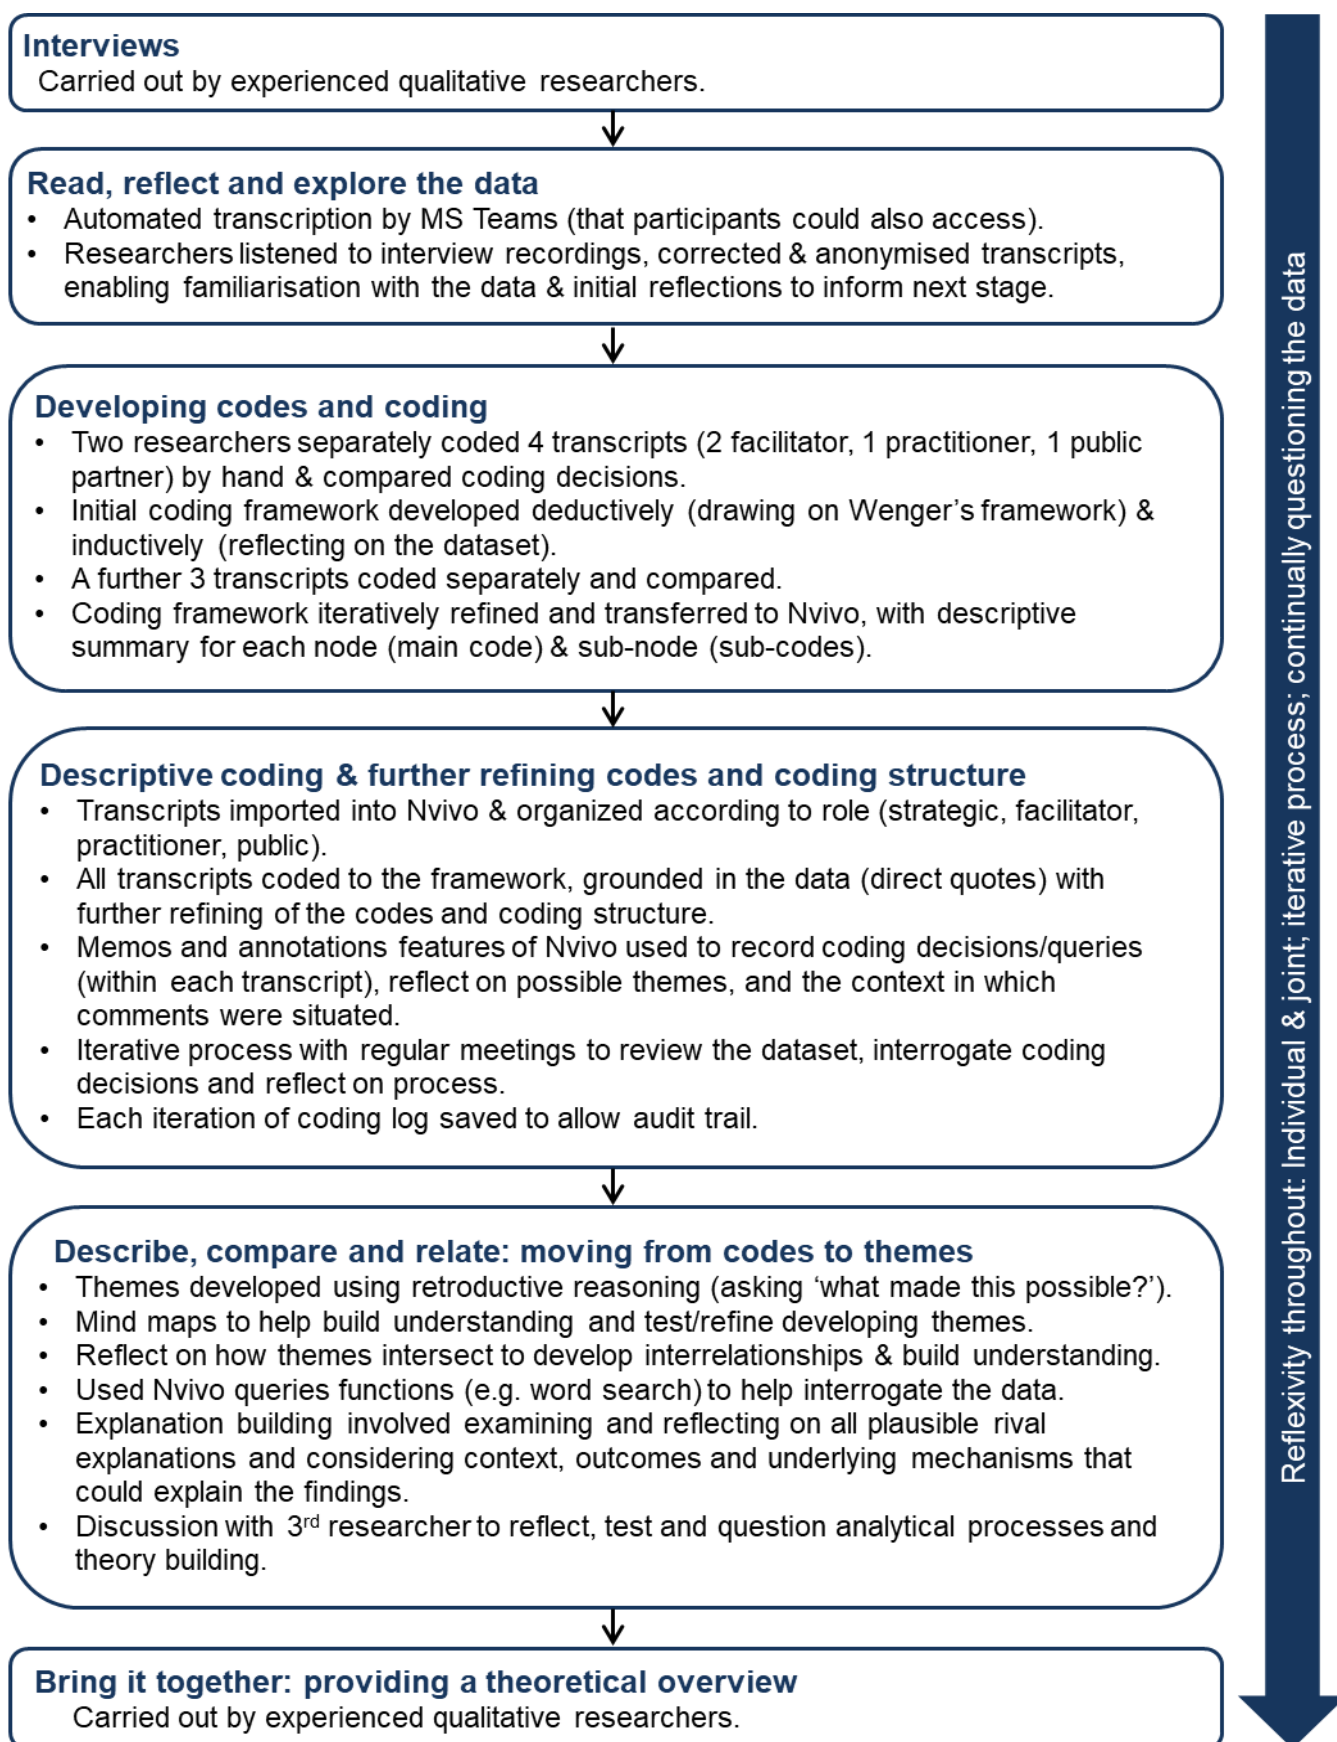 Interviews
Carried out by experienced qualitative researchers.
Read, reflect and explore the data
• Automated transcription by MS Teams (that participants could also access).
• Researchers listened to interview recordings, corrected & anonymised transcripts,
enabling familiarisation with the data & initial reflections to inform next stage.
Developing codes and coding
• Two researchers separately coded 4 transcripts (2 facilitator, 1 practitioner, 1 public
partner) by hand & compared coding decisions.
• Initial coding framework developed deductively (drawing on Wenger’s framework) &
inductively (reflecting on the dataset).
• A further 3 transcripts coded separately and compared.
• Coding framework iteratively refined and transferred to Nvivo, with descriptive
summary for each node (main code) & sub-node (sub-codes).
Descriptive coding & further refining codes and coding structure
• Transcripts imported into Nvivo & organized according to role (strategic, facilitator,
practitioner, public).
• All transcripts coded to the framework, grounded in the data (direct quotes) with
further refining of the codes and coding structure.
• Memos and annotations features of Nvivo used to record coding decisions/queries
(within each transcript), reflect on possible themes, and the context in which
comments were situated.
• Iterative process with regular meetings to review the dataset, interrogate coding
decisions and reflect on process.
• Each iteration of coding log saved to allow audit trail.
Describe, compare and relate: moving from codes to themes
• Themes developed using retroductive reasoning (asking ‘what made this possible?’).
• Mind maps to help build understanding and test/refine developing themes.
• Reflect on how themes intersect to develop interrelationships & build understanding.
• Used Nvivo queries functions (e.g. word search) to help interrogate the data.
• Explanation building involved examining and reflecting on all plausible rival
explanations and considering context, outcomes and underlying mechanisms that
could explain the findings.
• Discussion with 3rd researcher to reflect, test and question analytical processes and
theory building.
Bring it together: providing a theoretical overview
Carried out by experienced qualitative researchers.
Reflexivity throughout: Individual & joint; iterative process; continually questioning the data